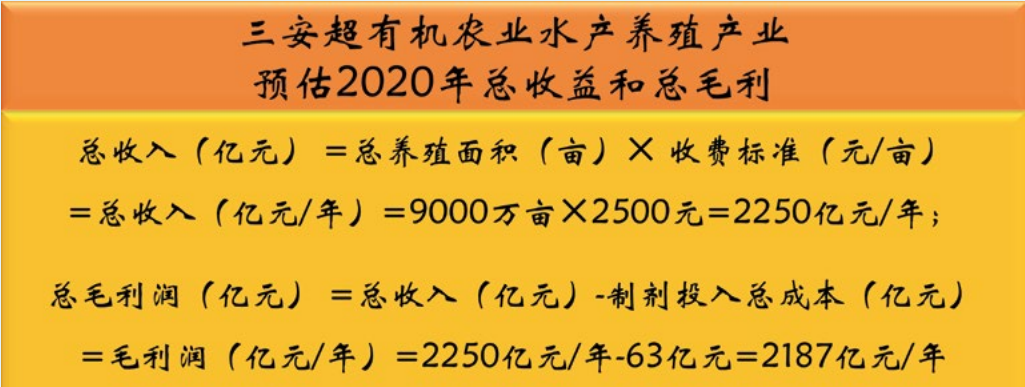 三安超有机农业水产养殖产业
预估2020年总收益和总毛利
总收入（亿元）=总养殖面积（亩）×收费标准（元/亩）
=总收入（亿元/年）=9000万亩×2500元=2250亿元/年；
总毛利润（亿元）=总收入（亿元）-制剂投入总成本（亿元）
=毛利润（亿元/年）=2250亿元/年-63亿元=2187亿元/年